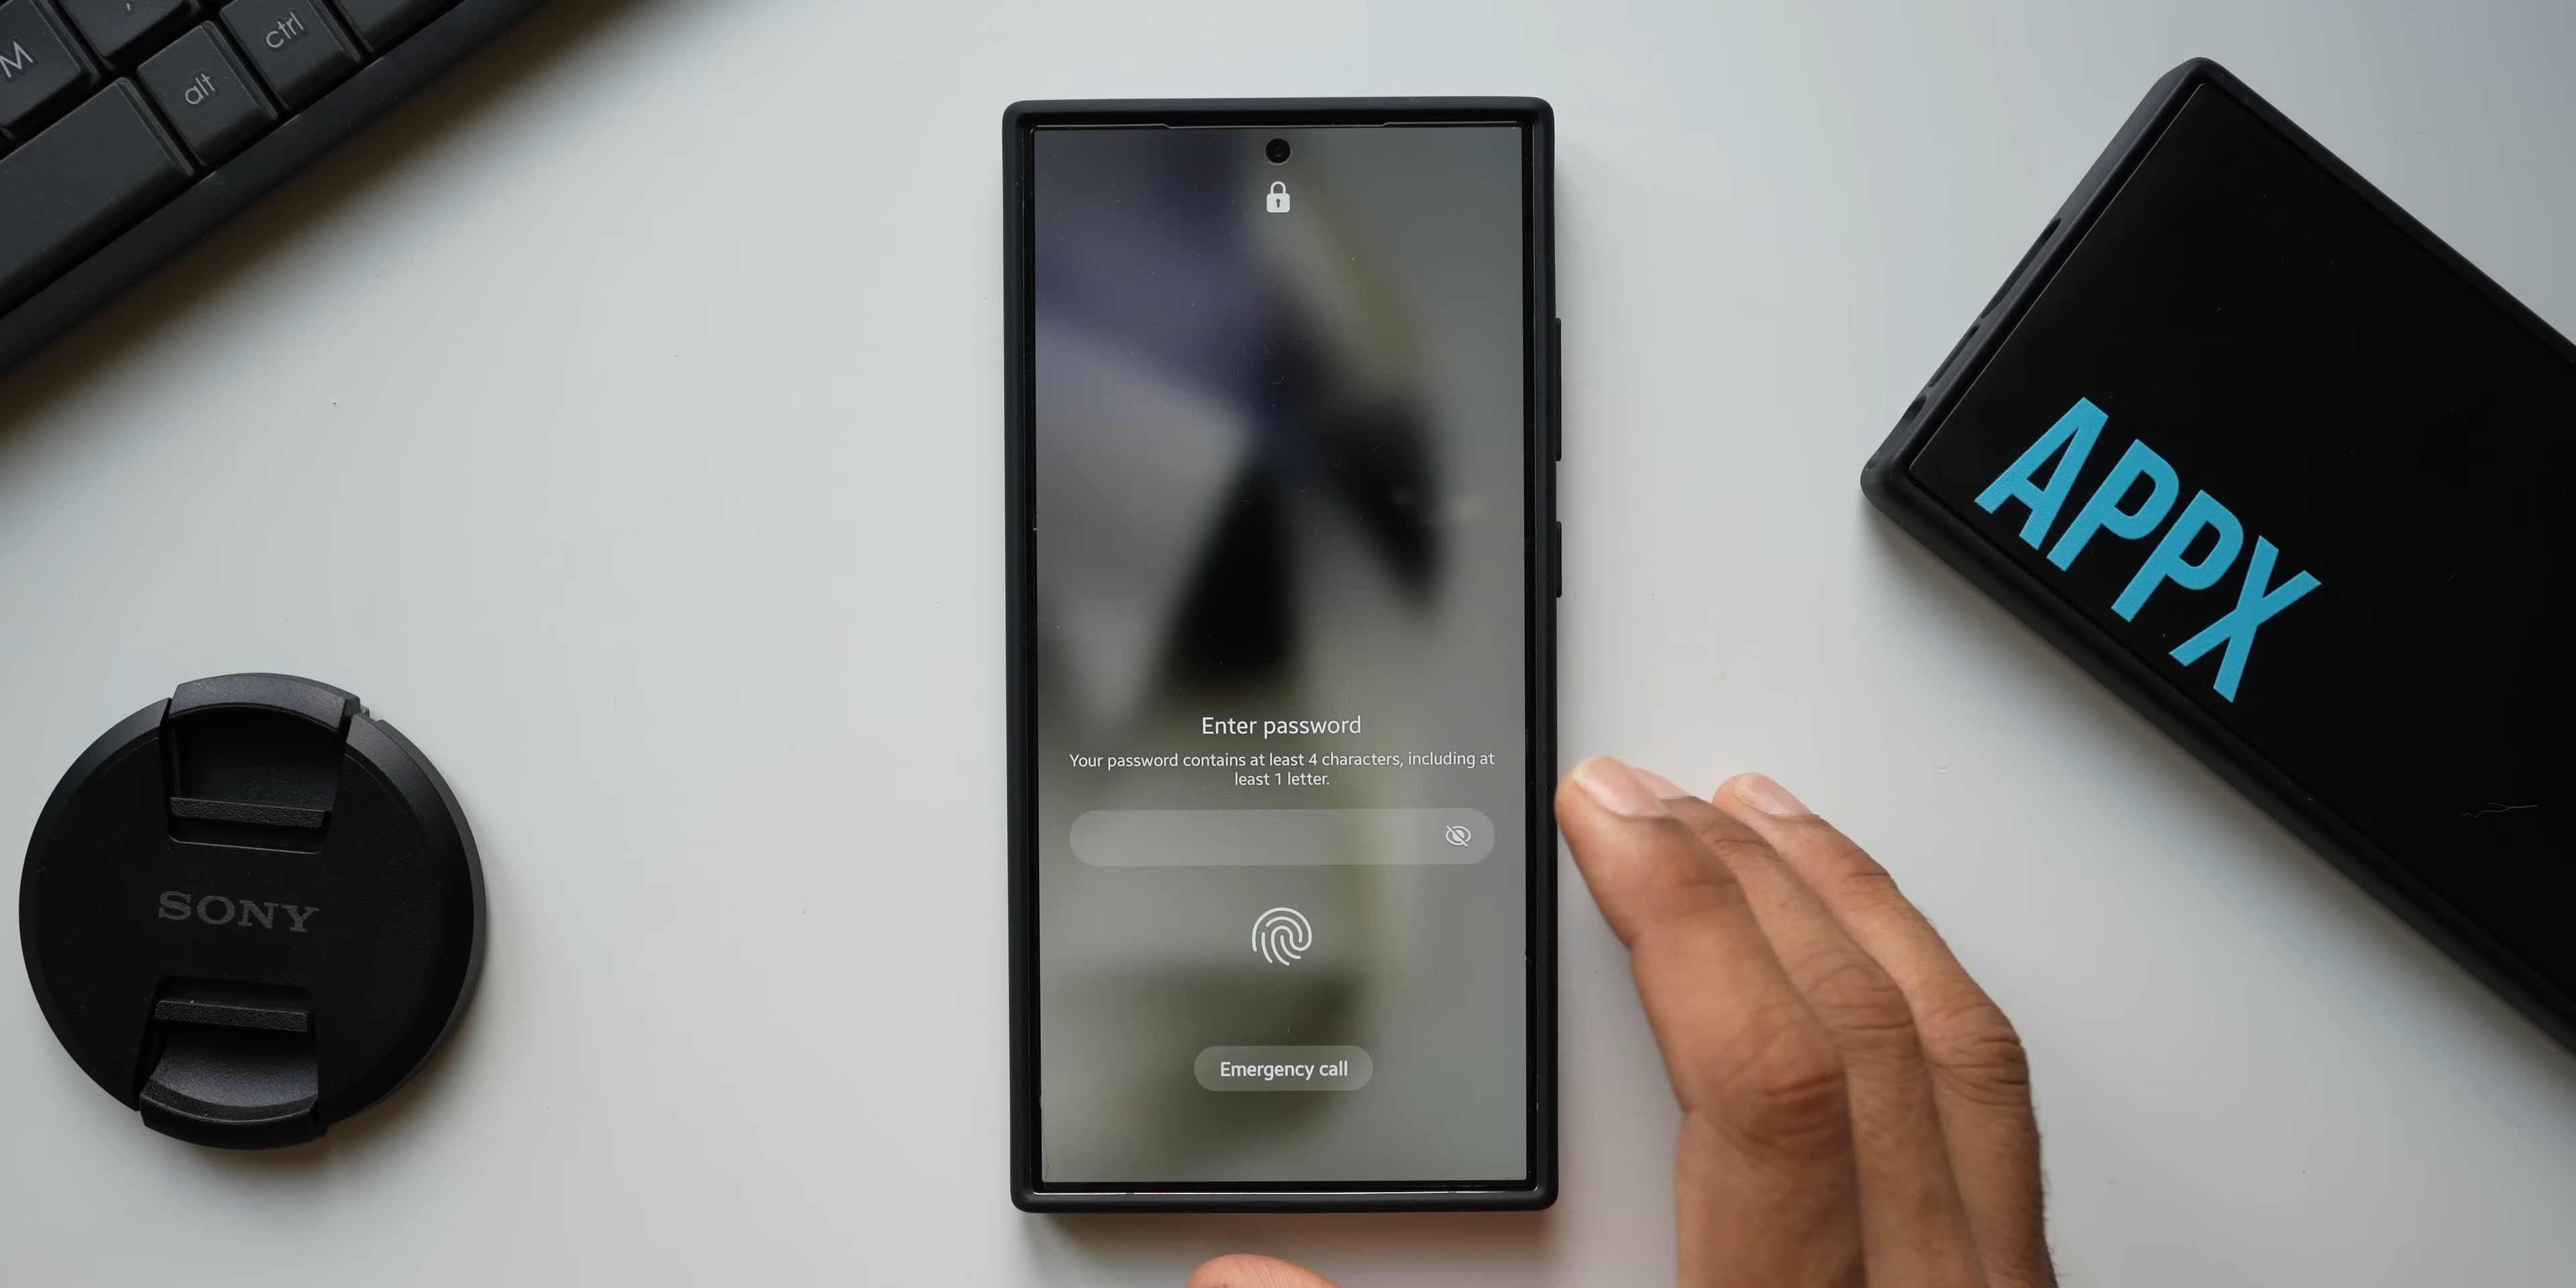 M
alt
ctrl
APPX
Enter password
Your password contains at least 4 characters, including at
least 1 letter.
SONY
Emergency call